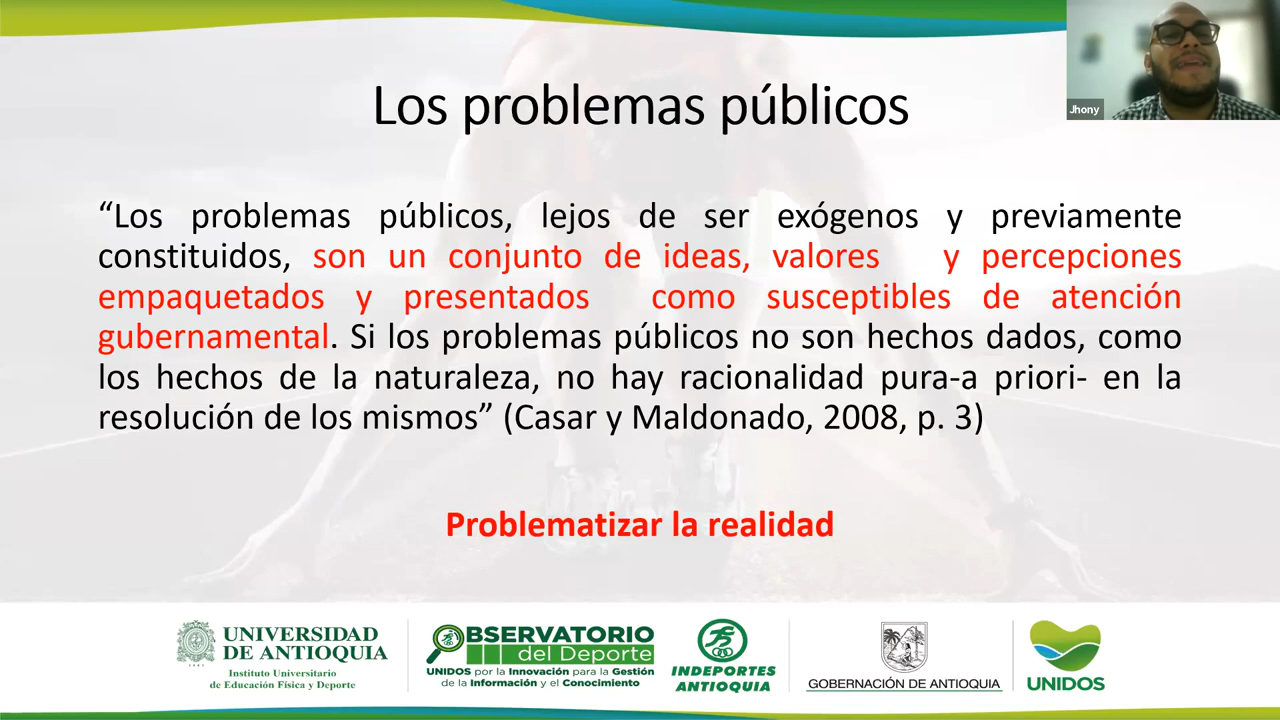 Jhony
Los problemas públicos
“Los problemas públicos, lejos de ser exógenos y previamente
constituidos, son un conjunto de ideas, valores y percepciones
empaquetados y presentados como susceptibles de atención
gubernamental. Si los problemas públicos no son hechos dados, como
los hechos de la naturaleza, no hay racionalidad pura-a priori- en la
resolución de los mismos” (Casar y Maldonado, 2008, p. 3)
Problematizar la realidad
UNIVERSIDAD
DE ANTIOQUIA
Instituto Universitario
de Educación Física y Deporte
OBSERVATORIO
del Deporte
UNIDOS por la Innovación para la Gestión
de la Información y el Conocimiento
INDEPORTES
ANTIOQUIA
GOBERNACIÓN DE ANTIOQUIA
UNIDOS